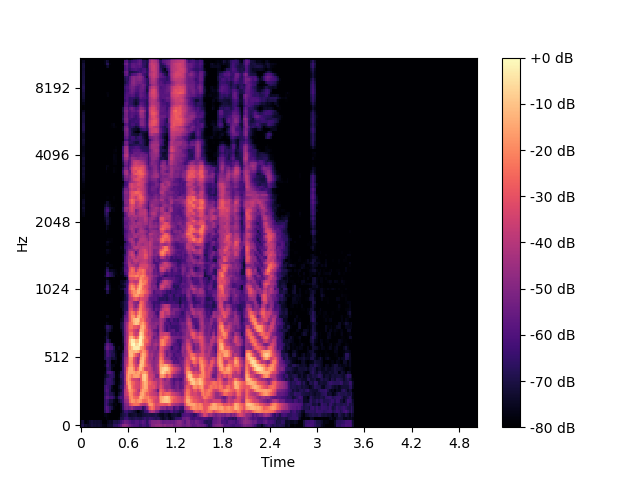 +0 dB
8192
-10 dB
4096
-20 dB
-30 dB
2048
-40 dB
Hz
1024
-50 dB
-60 dB
512
-70 dB
0
-80 dB
0 0.6 1.2 1.8 2.4 3 3.6 4.2 4.8
Time